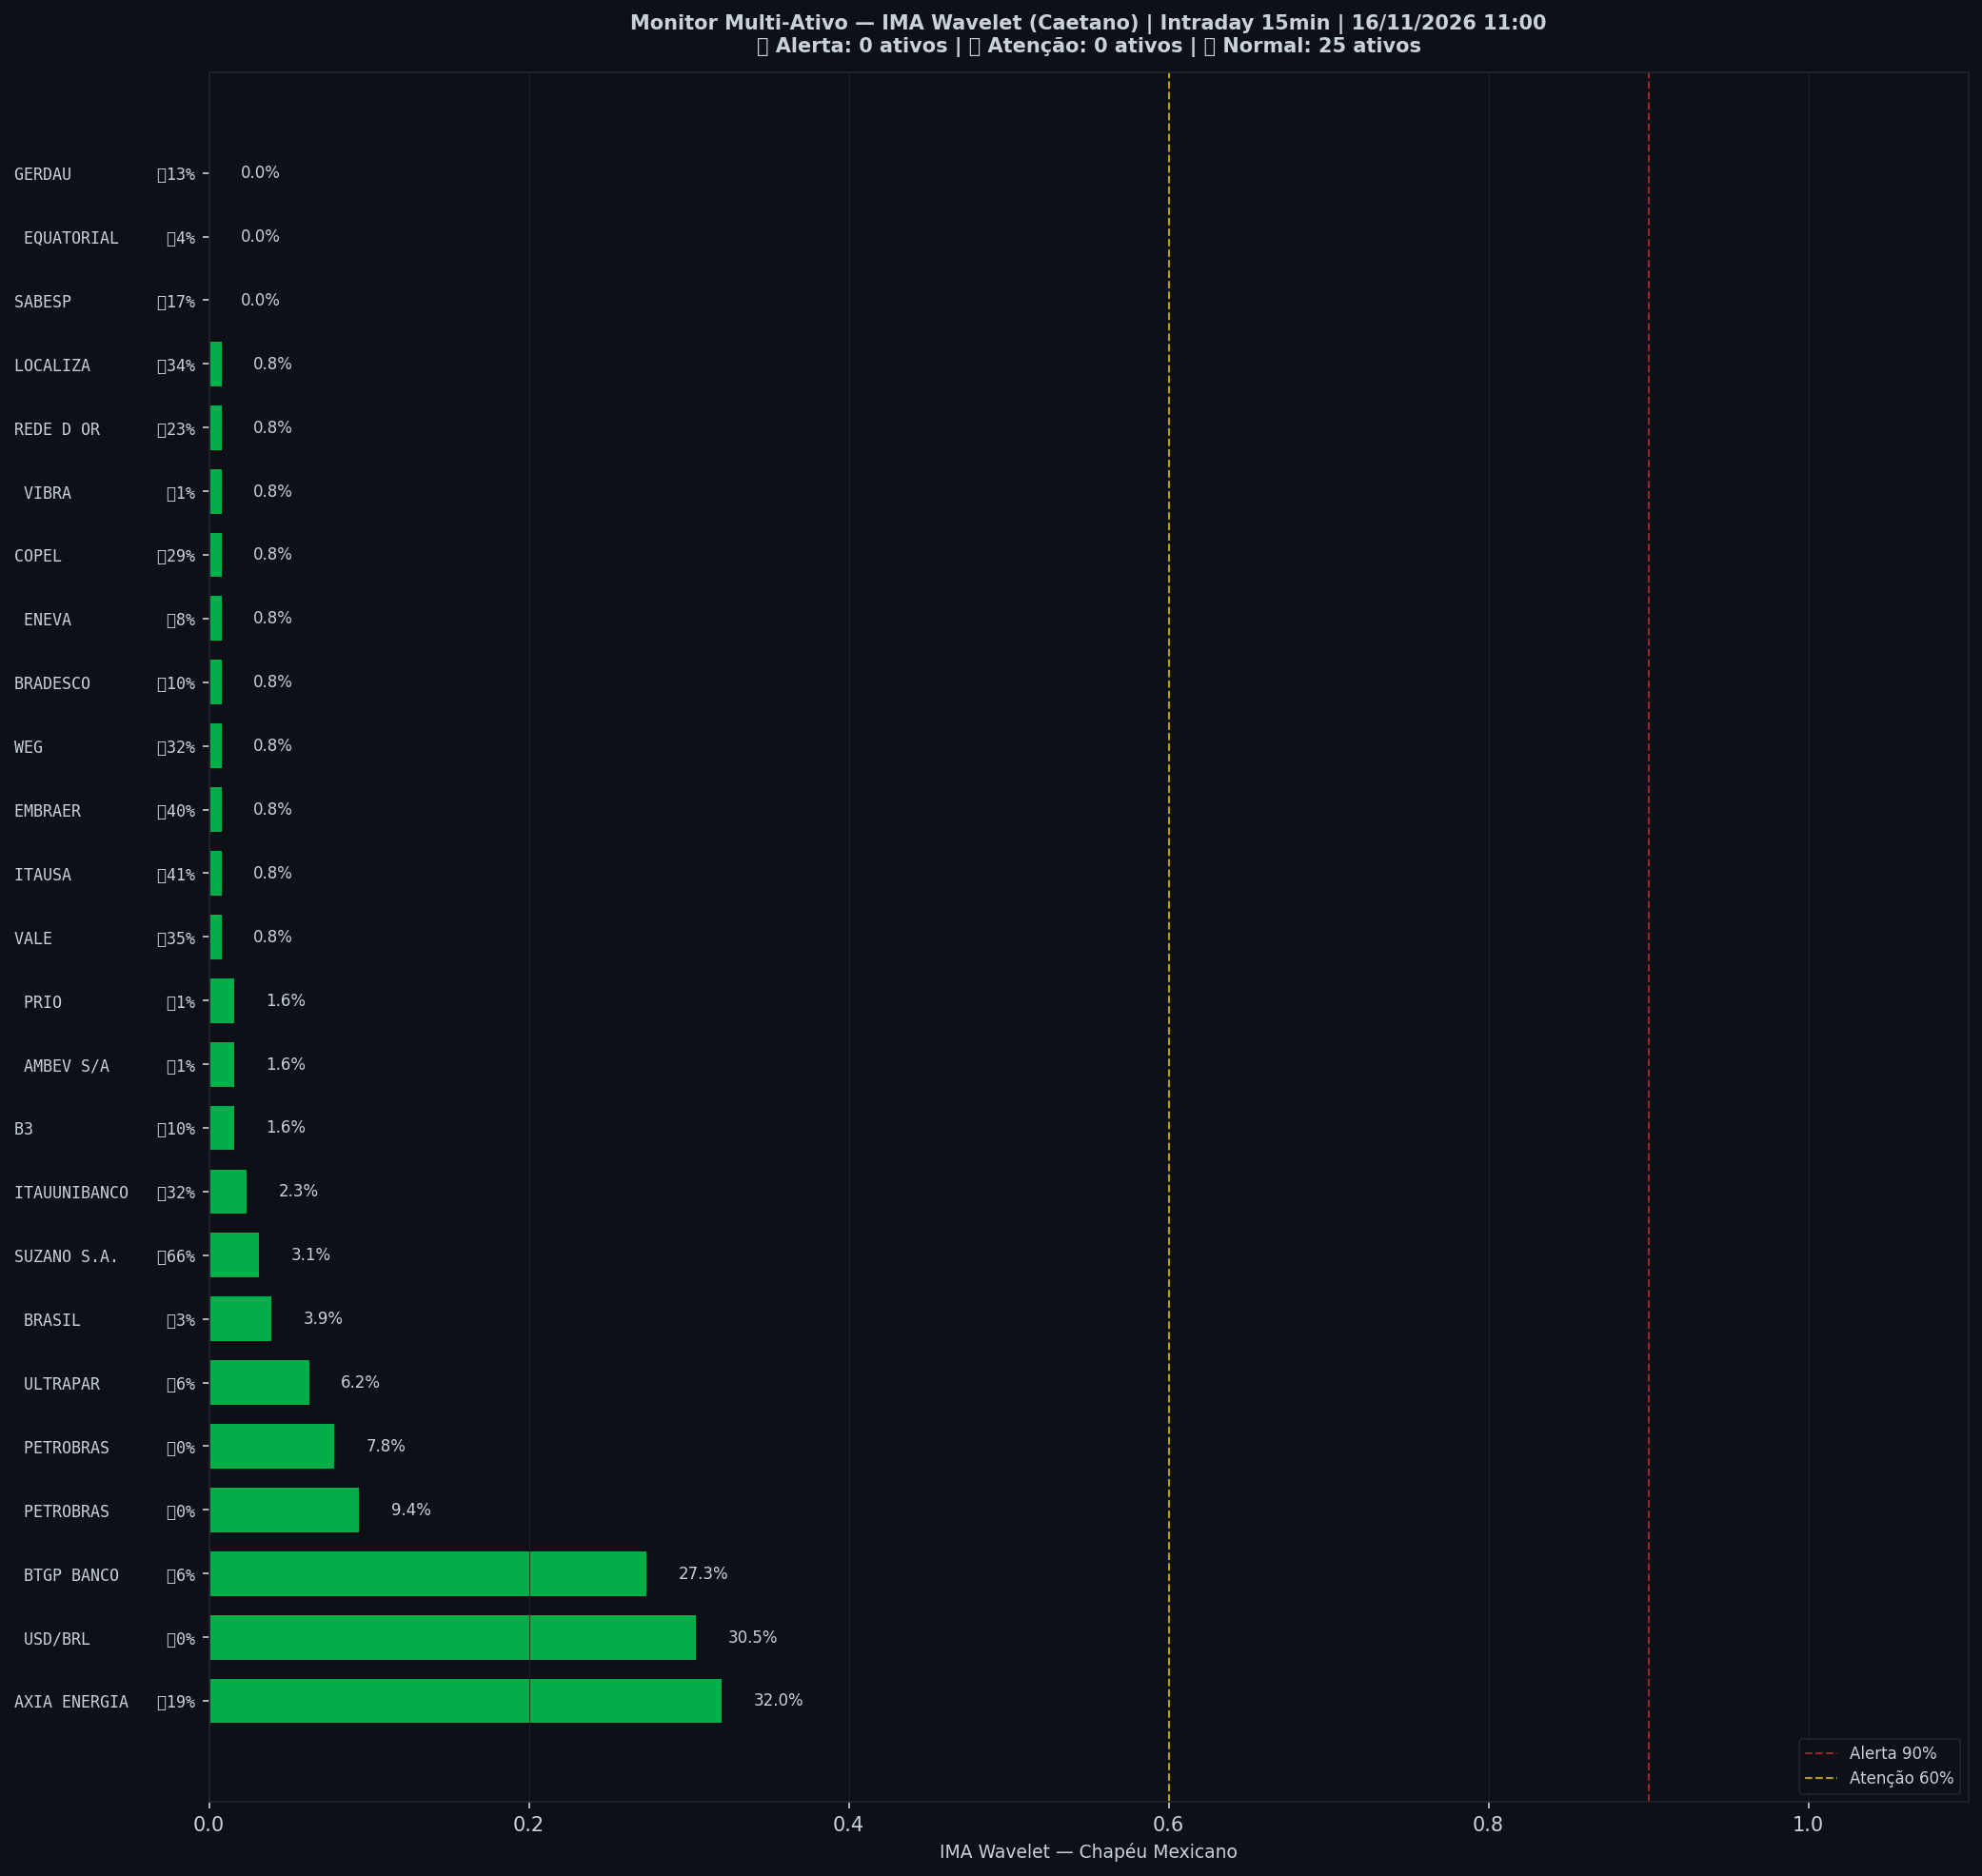 Monitor Multi-Ativo — IMA Wavelet (Caetano) | Intraday 15min | 16/11/2026 11:00
Alerta: 0 ativos | Atenção: 0 ativos | Normal: 25 ativos
GERDAU 13% 0.0%
EQUATORIAL 4% 0.0%
SABESP 17% 0.0%
LOCALIZA 34% 0.8%
REDE D OR 23% 0.8%
VIBRA 1% 0.8%
COPEL 29% 0.8%
ENEVA 8% 0.8%
BRADESCO 10% 0.8%
WEG 32% 0.8%
EMBRAER 40% 0.8%
ITAUSA 41% 0.8%
VALE 35% 0.8%
PRIO 1% 1.6%
AMBEV S/A 1% 1.6%
B3 10% 1.6%
ITAUUNIBANCO 32% 2.3%
SUZANO S.A. 66% 3.1%
BRASIL 3% 3.9%
ULTRAPAR 6% 6.2%
PETROBRAS 0% 7.8%
PETROBRAS 0% 9.4%
BTGP BANCO 6% 27.3%
USD/BRL 0% 30.5%
AXIA ENERGIA 19% 32.0%
Alerta 90%
Atenção 60%
0.0 0.2 0.4 0.6 0.8 1.0
IMA Wavelet — Chapéu Mexicano